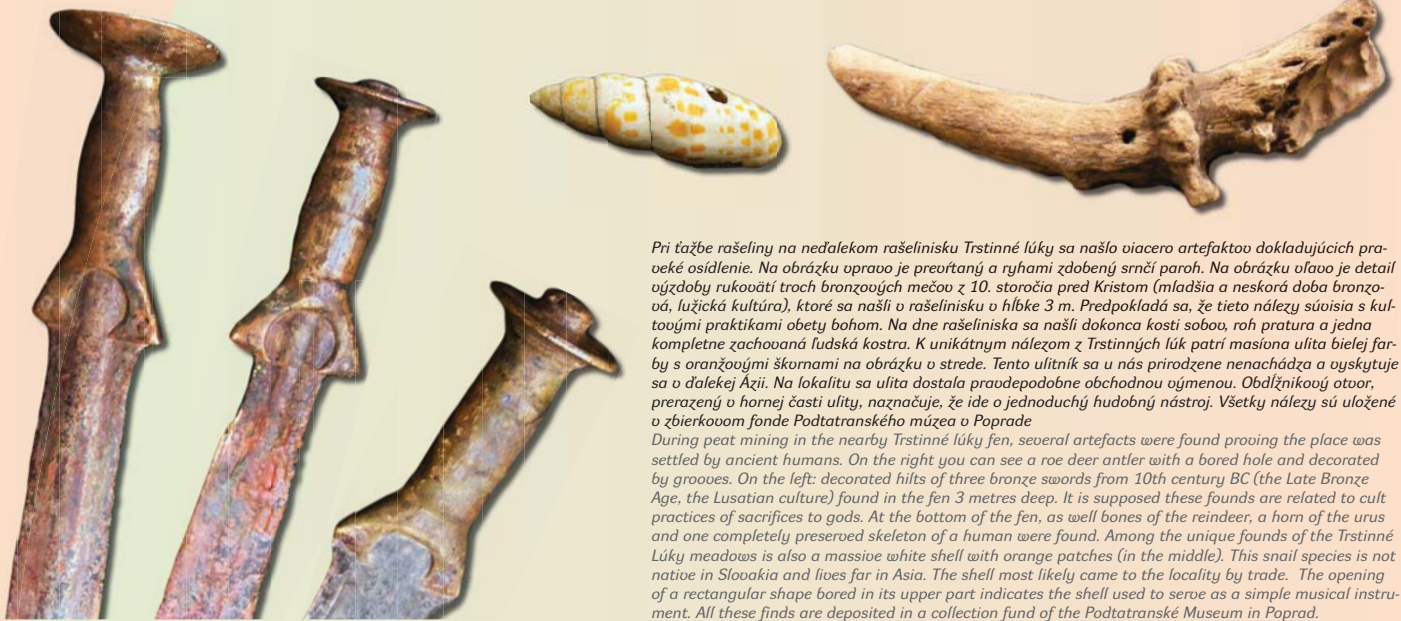 Pri ťažbe rašeliny na neďalekom rašelinisku Trstinné lúky sa našlo viacero artefaktov dokladujúcich pra-
veké osídlenie. Na obrázku vpravo je prevŕtaný a ryhami zdobený srnčí paroh. Na obrázku vľavo je detail
výzdoby rukovätí troch bronzových mečov z 10. storočia pred Kristom (mladšia a neskorá doba bronzo-
vá, lužická kultúra), ktoré sa našli v rašelinisku v hĺbke 3 m. Predpokladá sa, že tieto nálezy súvisia s kul-
tovými praktikami obety bohom. Na dne rašeliniska sa našli dokonca kosti sobov, roh pratura a jedna
kompletne zachovaná ľudská kostra. K unikátnym nálezom z Trstinných lúk patrí masívna ulita bielej far-
by s oranžovými škvrnami na obrázku v strede. Tento ulitník sa u nás prirodzene nenachádza a vyskytuje
sa v ďalekej Ázii. Na lokalitu sa ulita dostala pravdepodobne obchodnou výmenou. Obdĺžnikový otvor,
prerazený v hornej časti ulity, naznačuje, že ide o jednoduchý hudobný nástroj. Všetky nálezy sú uložené
v zbierkovom fonde Podtatranského múzea v Poprade
During peat mining in the nearby Trstinné lúky fen, several artefacts were found proving the place was
settled by ancient humans. On the right you can see a roe deer antler with a bored hole and decorated
by grooves. On the left: decorated hilts of three bronze swords from 10th century BC (the Late Bronze
Age, the Lusatian culture) found in the fen 3 metres deep. It is supposed these founds are related to cult
practices of sacrifices to gods. At the bottom of the fen, as well bones of the reindeer, a horn of the urus
and one completely preserved skeleton of a human were found. Among the unique founds of the Trstinné
Lúky meadows is also a massive white shell with orange patches (in the middle). This snail species is not
native in Slovakia and lives far in Asia. The shell most likely came to the locality by trade. The opening
of a rectangular shape bored in its upper part indicates the shell used to serve as a simple musical instru-
ment. All these finds are deposited in a collection fund of the Podtatranské Museum in Poprad.